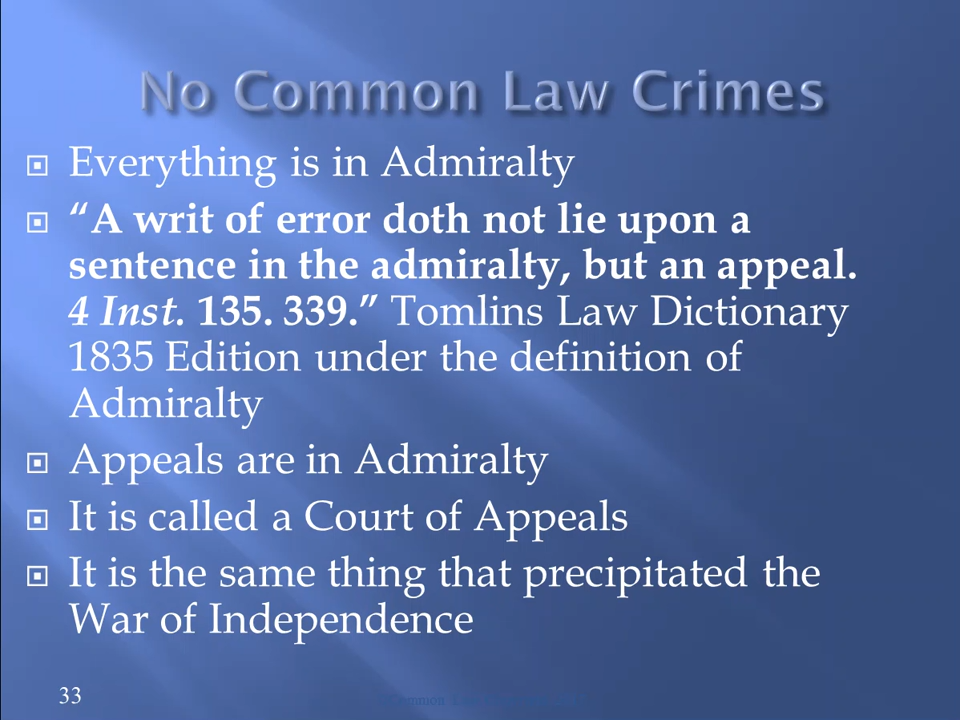 No Common Law Crimes
Everything is in Admiralty
“A writ of error doth not lie upon a
sentence in the admiralty, but an appeal.
4 Inst. 135. 339.” Tomlins Law Dictionary
1835 Edition under the definition of
Admiralty
Appeals are in Admiralty
It is called a Court of Appeals
It is the same thing that precipitated the
War of Independence
33
Common